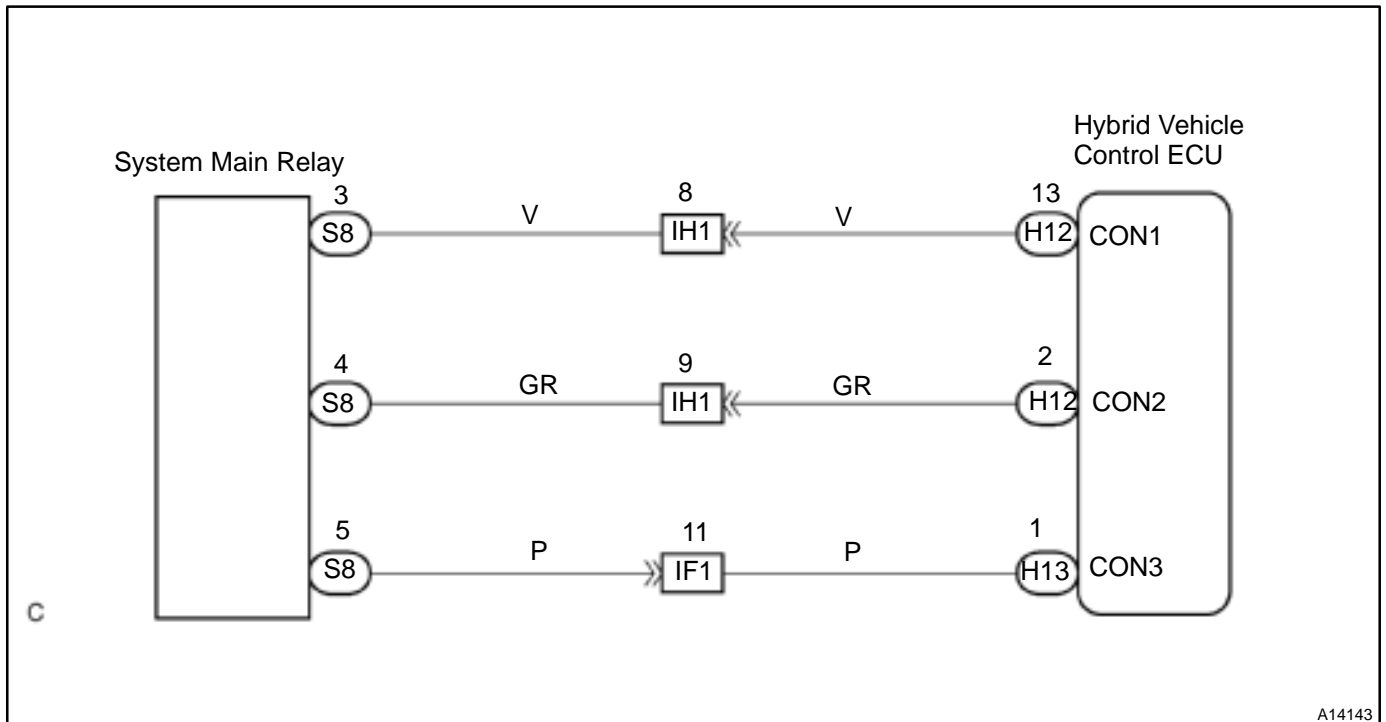 Hybrid Vehicle
Control ECU
System Main Relay
3
V
8
V
13
S8
IH1
H12
CON1
4
GR
9
GR
2
S8
IH1
H12
CON2
5
P
11
P
1
S8
IF1
H13
CON3
C
A14143